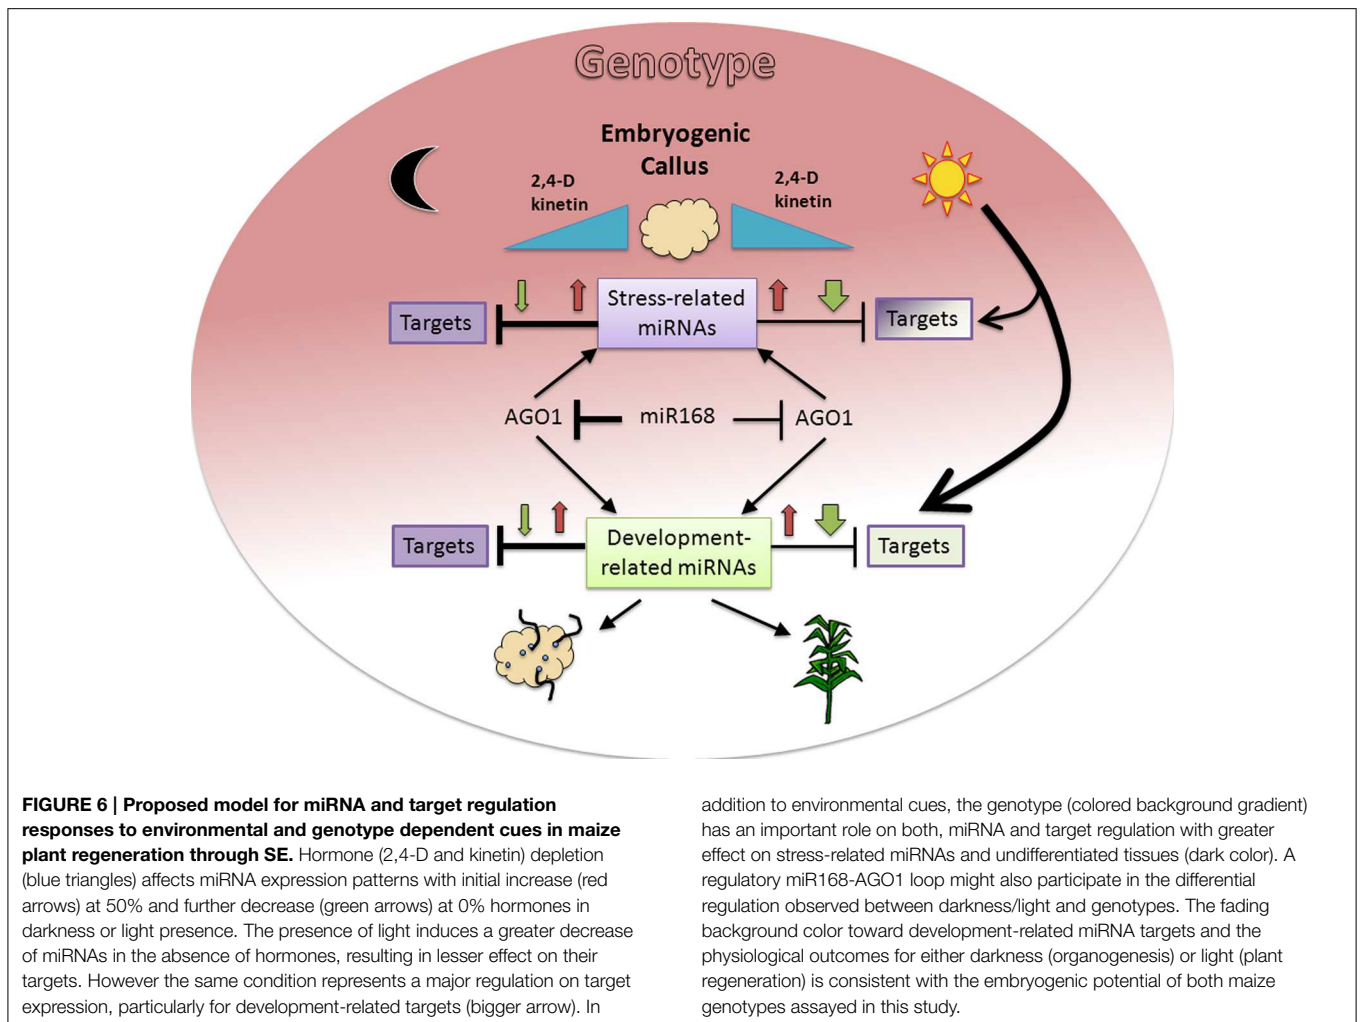 Genotype
Embryogenic
Callus
2,4-D
kinetin
2,4-D
kinetin
Targets
Stress-related
miRNAs
Targets
AGO1
miR168
AGO1
Targets
Development-
related miRNAs
Targets
FIGURE 6 | Proposed model for miRNA and target regulation
responses to environmental and genotype dependent cues in maize
plant regeneration through SE. Hormone (2,4-D and kinetin) depletion
(blue triangles) affects miRNA expression patterns with initial increase (red
arrows) at 50% and further decrease (green arrows) at 0% hormones in
darkness or light presence. The presence of light induces a greater decrease
of miRNAs in the absence of hormones, resulting in lesser effect on their
targets. However the same condition represents a major regulation on target
expression, particularly for development-related targets (bigger arrow). In
addition to environmental cues, the genotype (colored background gradient)
has an important role on both, miRNA and target regulation with greater
effect on stress-related miRNAs and undifferentiated tissues (dark color). A
regulatory miR168-AGO1 loop might also participate in the differential
regulation observed between darkness/light and genotypes. The fading
background color toward development-related miRNA targets and the
physiological outcomes for either darkness (organogenesis) or light (plant
regeneration) is consistent with the embryogenic potential of both maize
genotypes assayed in this study.